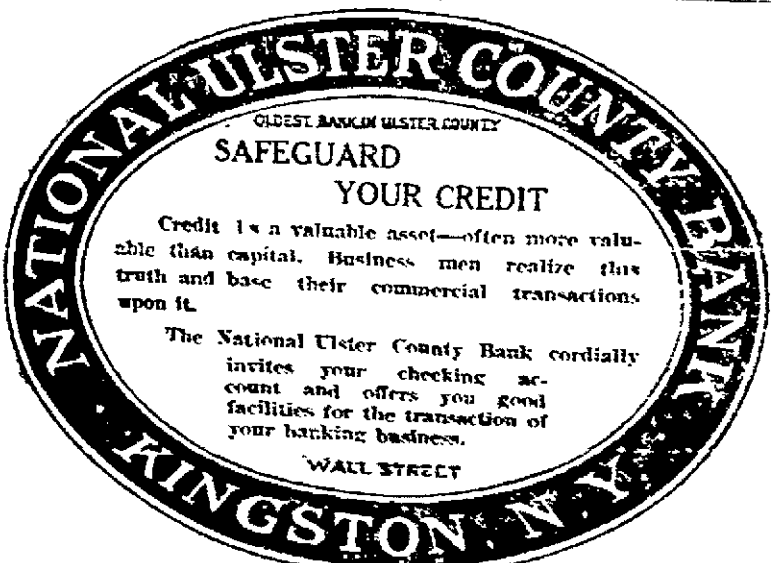 NATIONAL ULSTER COUNTY BANK
OLDEST BANK IN ULSTER COUNTY
SAFEGUARD
YOUR CREDIT
Credit is a valuable asset—often more valu-
able than capital. Business men realize this
truth and base their commercial transactions
upon it.
The National Ulster County Bank cordially
invites your checking ac-
count and offers you good
facilities for the transaction of
your banking business.
WALL STREET
KINGSTON N. Y.